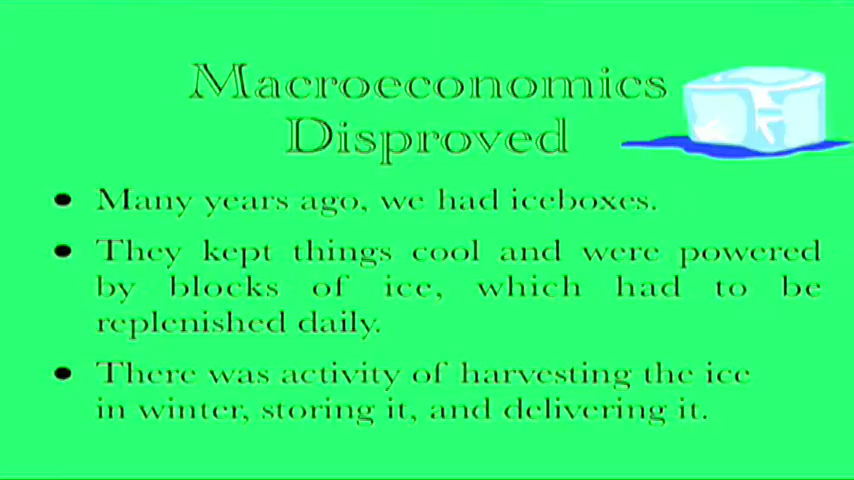 Macroeconomics
Disproved
• Many years ago, we had iceboxes.
• They kept things cool and were powered
by blocks of ice, which had to be
replenished daily.
• There was activity of harvesting the ice
in winter, storing it, and delivering it.